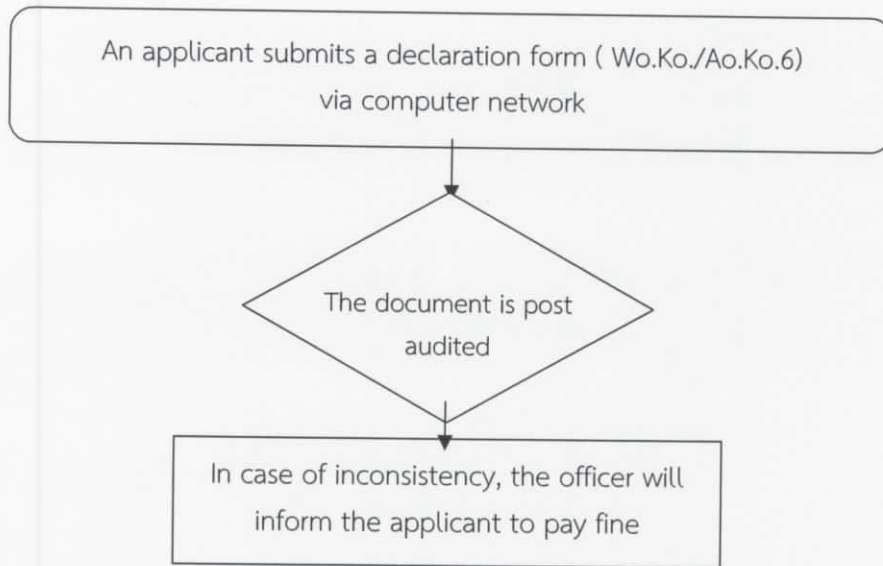 An applicant submits a declaration form ( Wo.Ko./Ao.Ko.6)
via computer network
The document is post
audited
In case of inconsistency, the officer will
inform the applicant to pay fine